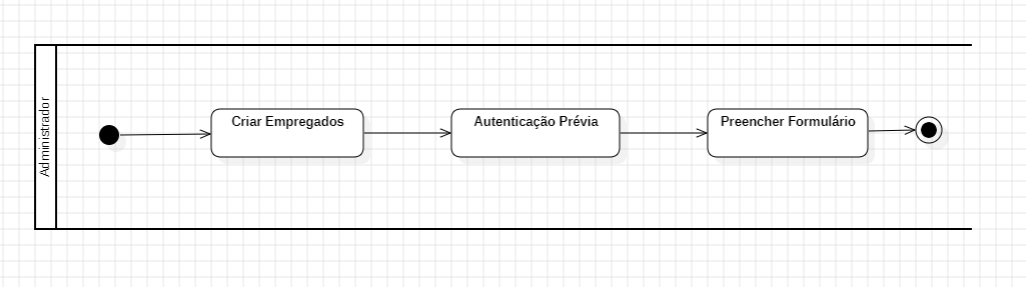 Administrador
Criar Empregados
Autenticação Prévia
Preencher Formulário